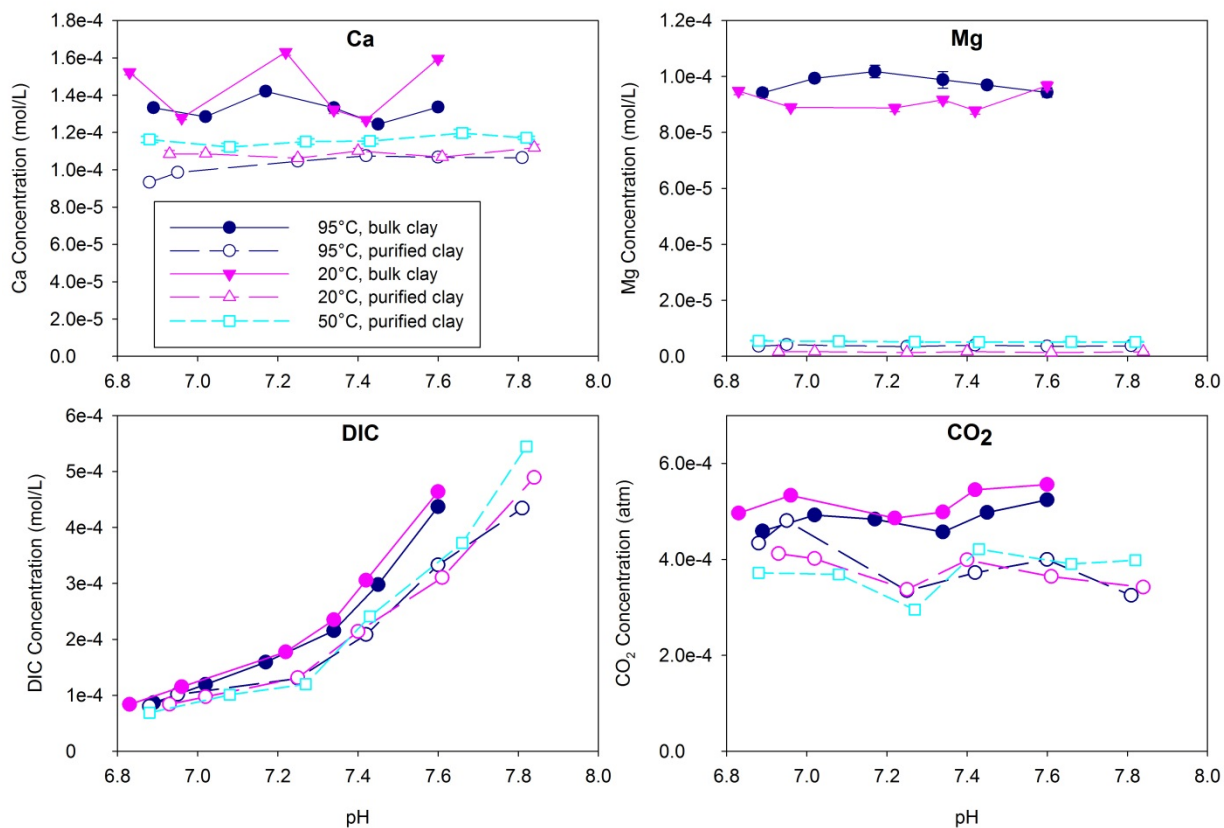 Ca
Ca Concentration (mol/L)
1.8e-4
1.6e-4
1.4e-4
1.2e-4
1.0e-4
8.0e-5
6.0e-5
4.0e-5
2.0e-5
0.0
6.8 7.0 7.2 7.4 7.6 7.8 8.0
95°C, bulk clay
95°C, purified clay
20°C, bulk clay
20°C, purified clay
50°C, purified clay
Mg
Mg Concentration (mol/L)
1.2e-4
1.0e-4
8.0e-5
6.0e-5
4.0e-5
2.0e-5
0.0
6.8 7.0 7.2 7.4 7.6 7.8 8.0
DIC
DIC Concentration (mol/L)
6e-4
5e-4
4e-4
3e-4
2e-4
1e-4
0
6.8 7.0 7.2 7.4 7.6 7.8 8.0
pH
CO2
CO2 Concentration (atm)
6.0e-4
4.0e-4
2.0e-4
0.0
6.8 7.0 7.2 7.4 7.6 7.8 8.0
pH